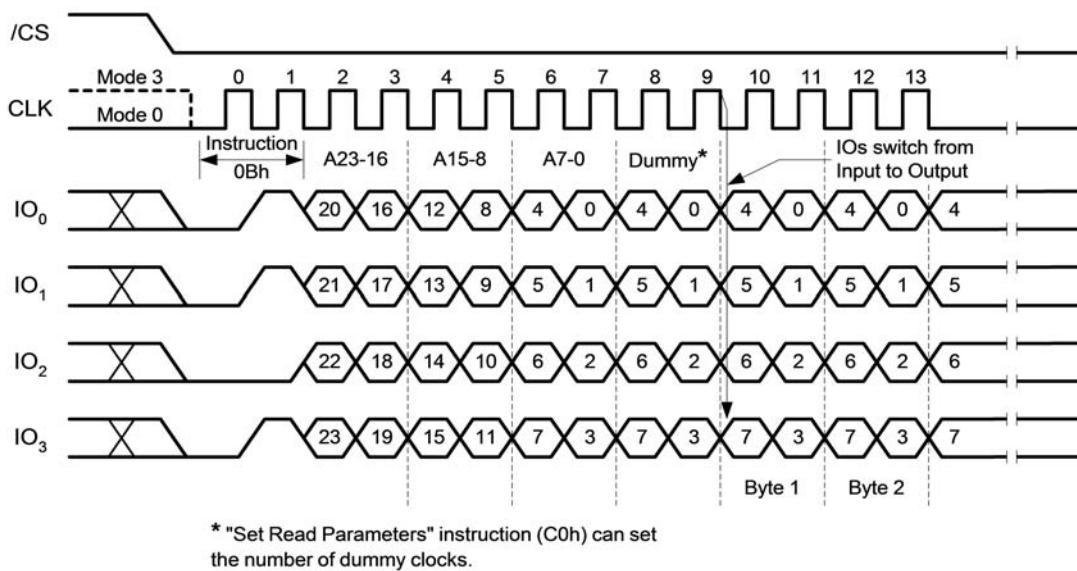 /CS
Mode 3
0 1 2 3 4 5 6 7 8 9 10 11 12 13
CLK
Mode 0
Instruction
0Bh
A23-16
A15-8
A7-0
Dummy*
IOs switch from
Input to Output
IO0 20 16 12 8 4 0 4 0 4 0 4 0 4
IO1 21 17 13 9 5 1 5 1 5 1 5 1 5
IO2 22 18 14 10 6 2 6 2 6 2 6 2 6
IO3 23 19 15 11 7 3 7 3 7 3 7 3 7
Byte 1
Byte 2
* "Set Read Parameters" instruction (C0h) can set
the number of dummy clocks.